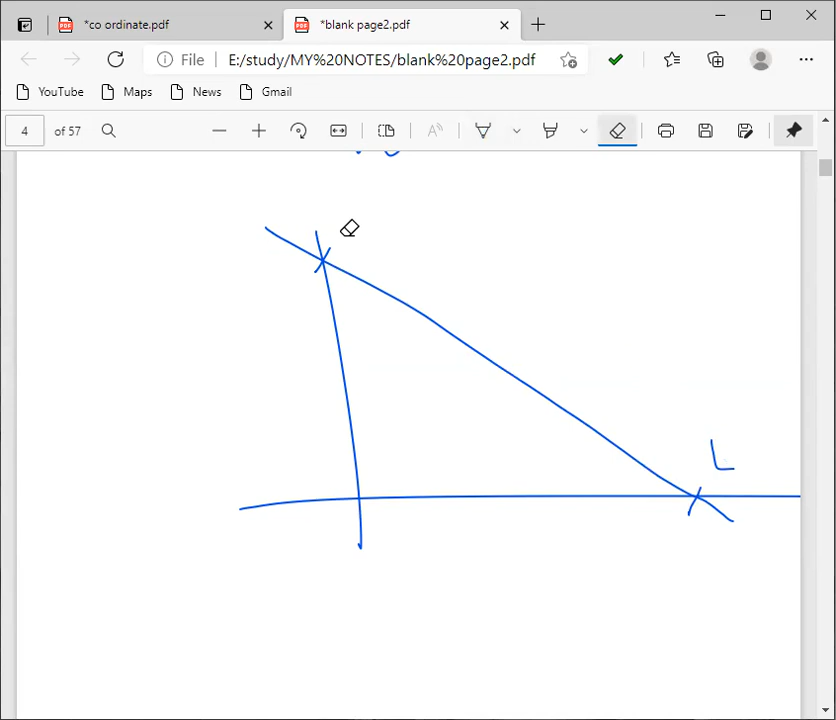 *co ordinate.pdf
*blank page2.pdf
File
E:/study/MY%20NOTES/blank%20page2.pdf
YouTube
Maps
News
Gmail
4 of 57
L